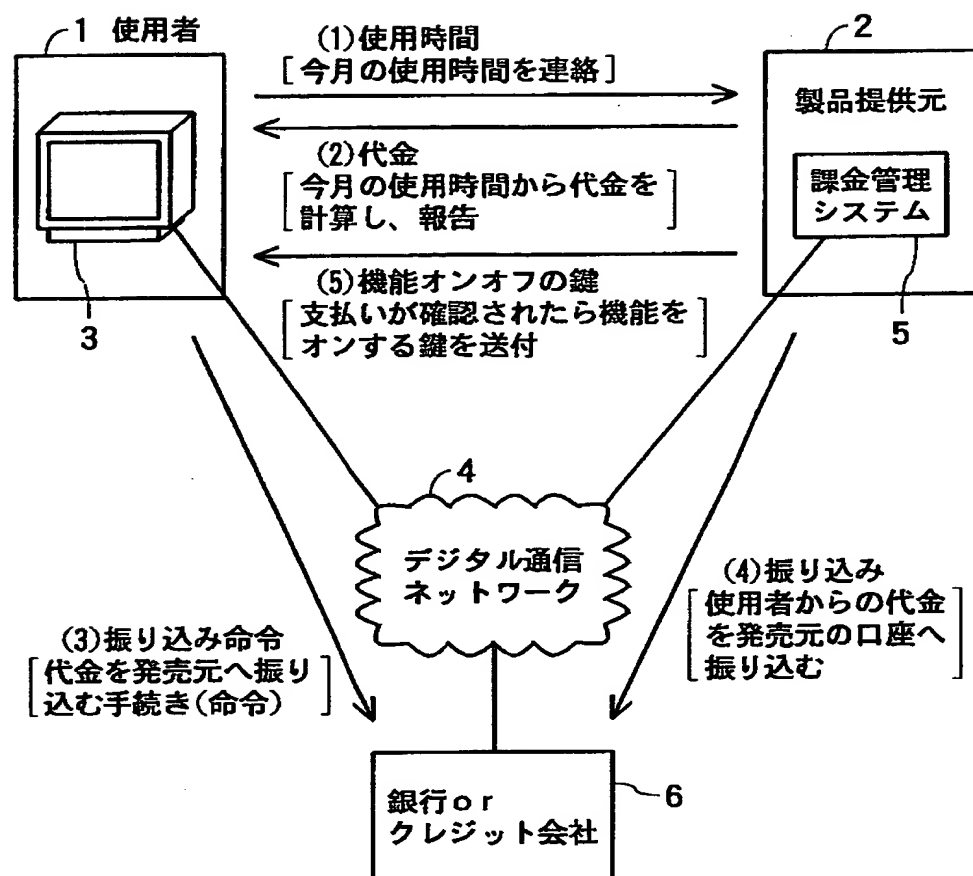 1 使用者
(1)使用時間
[今月の使用時間を連絡]
2
製品提供元
課金管理
システム
(2)代金
[今月の使用時間から代金を
計算し、報告]
(5)機能オンオフの鍵
[支払いが確認されたら機能を
オンする鍵を送付]
3
5
4
デジタル通信
ネットワーク
(3)振り込み命令
[代金を発売元へ振り
込む手続き(命令)]
(4)振り込み
[使用者からの代金
を発売元の口座へ
振り込む]
銀行or
クレジット会社
6